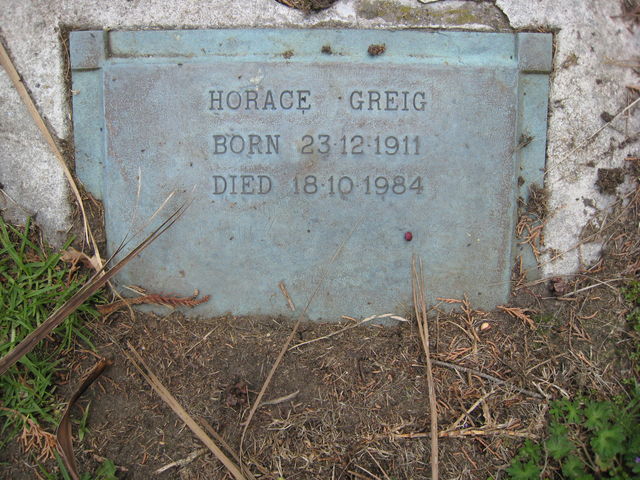 HORACE GREIG
BORN 23·12·1911
DIED 18·10·1984